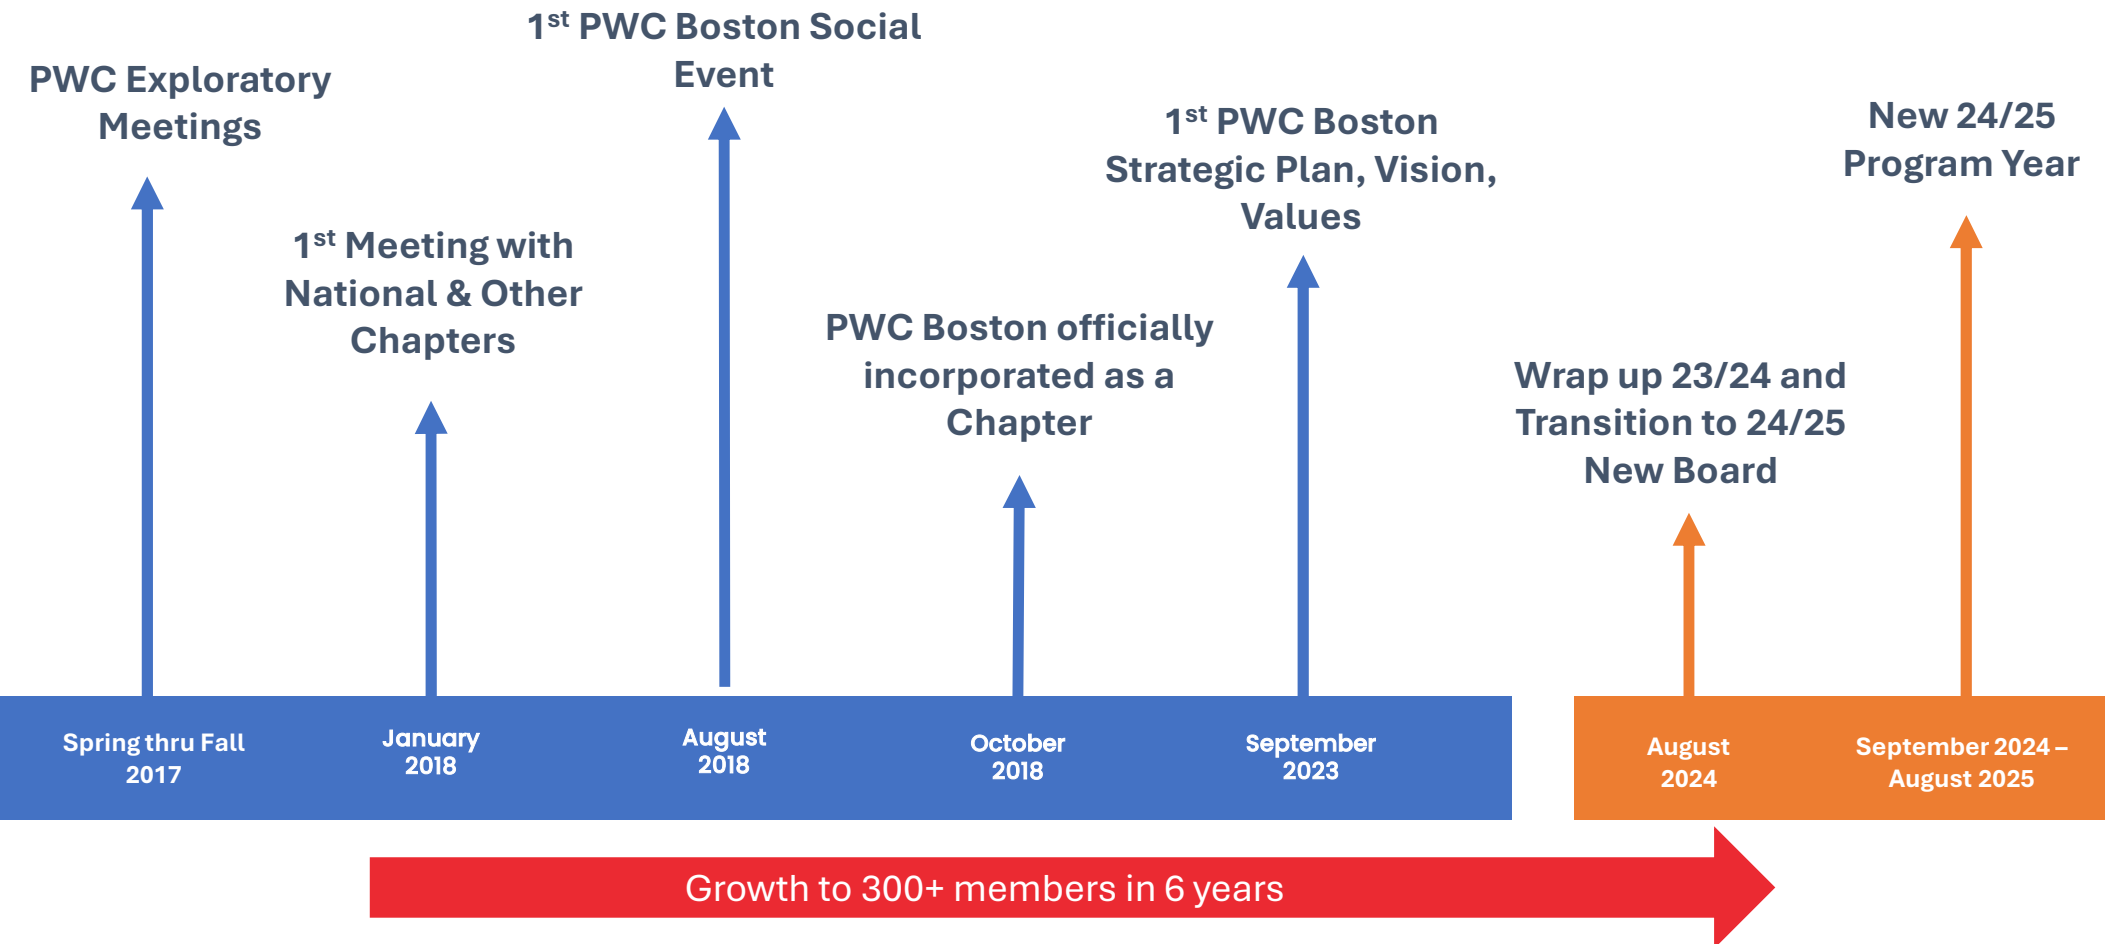 PWC Exploratory
Meetings
1st Meeting with
National & Other
Chapters
1st PWC Boston Social
Event
PWC Boston officially
incorporated as a
Chapter
1st PWC Boston
Strategic Plan, Vision,
Values
Wrap up 23/24 and
Transition to 24/25
New Board
New 24/25
Program Year
Spring thru Fall
2017
January
2018
August
2018
October
2018
September
2023
August
2024
September 2024 –
August 2025
Growth to 300+ members in 6 years